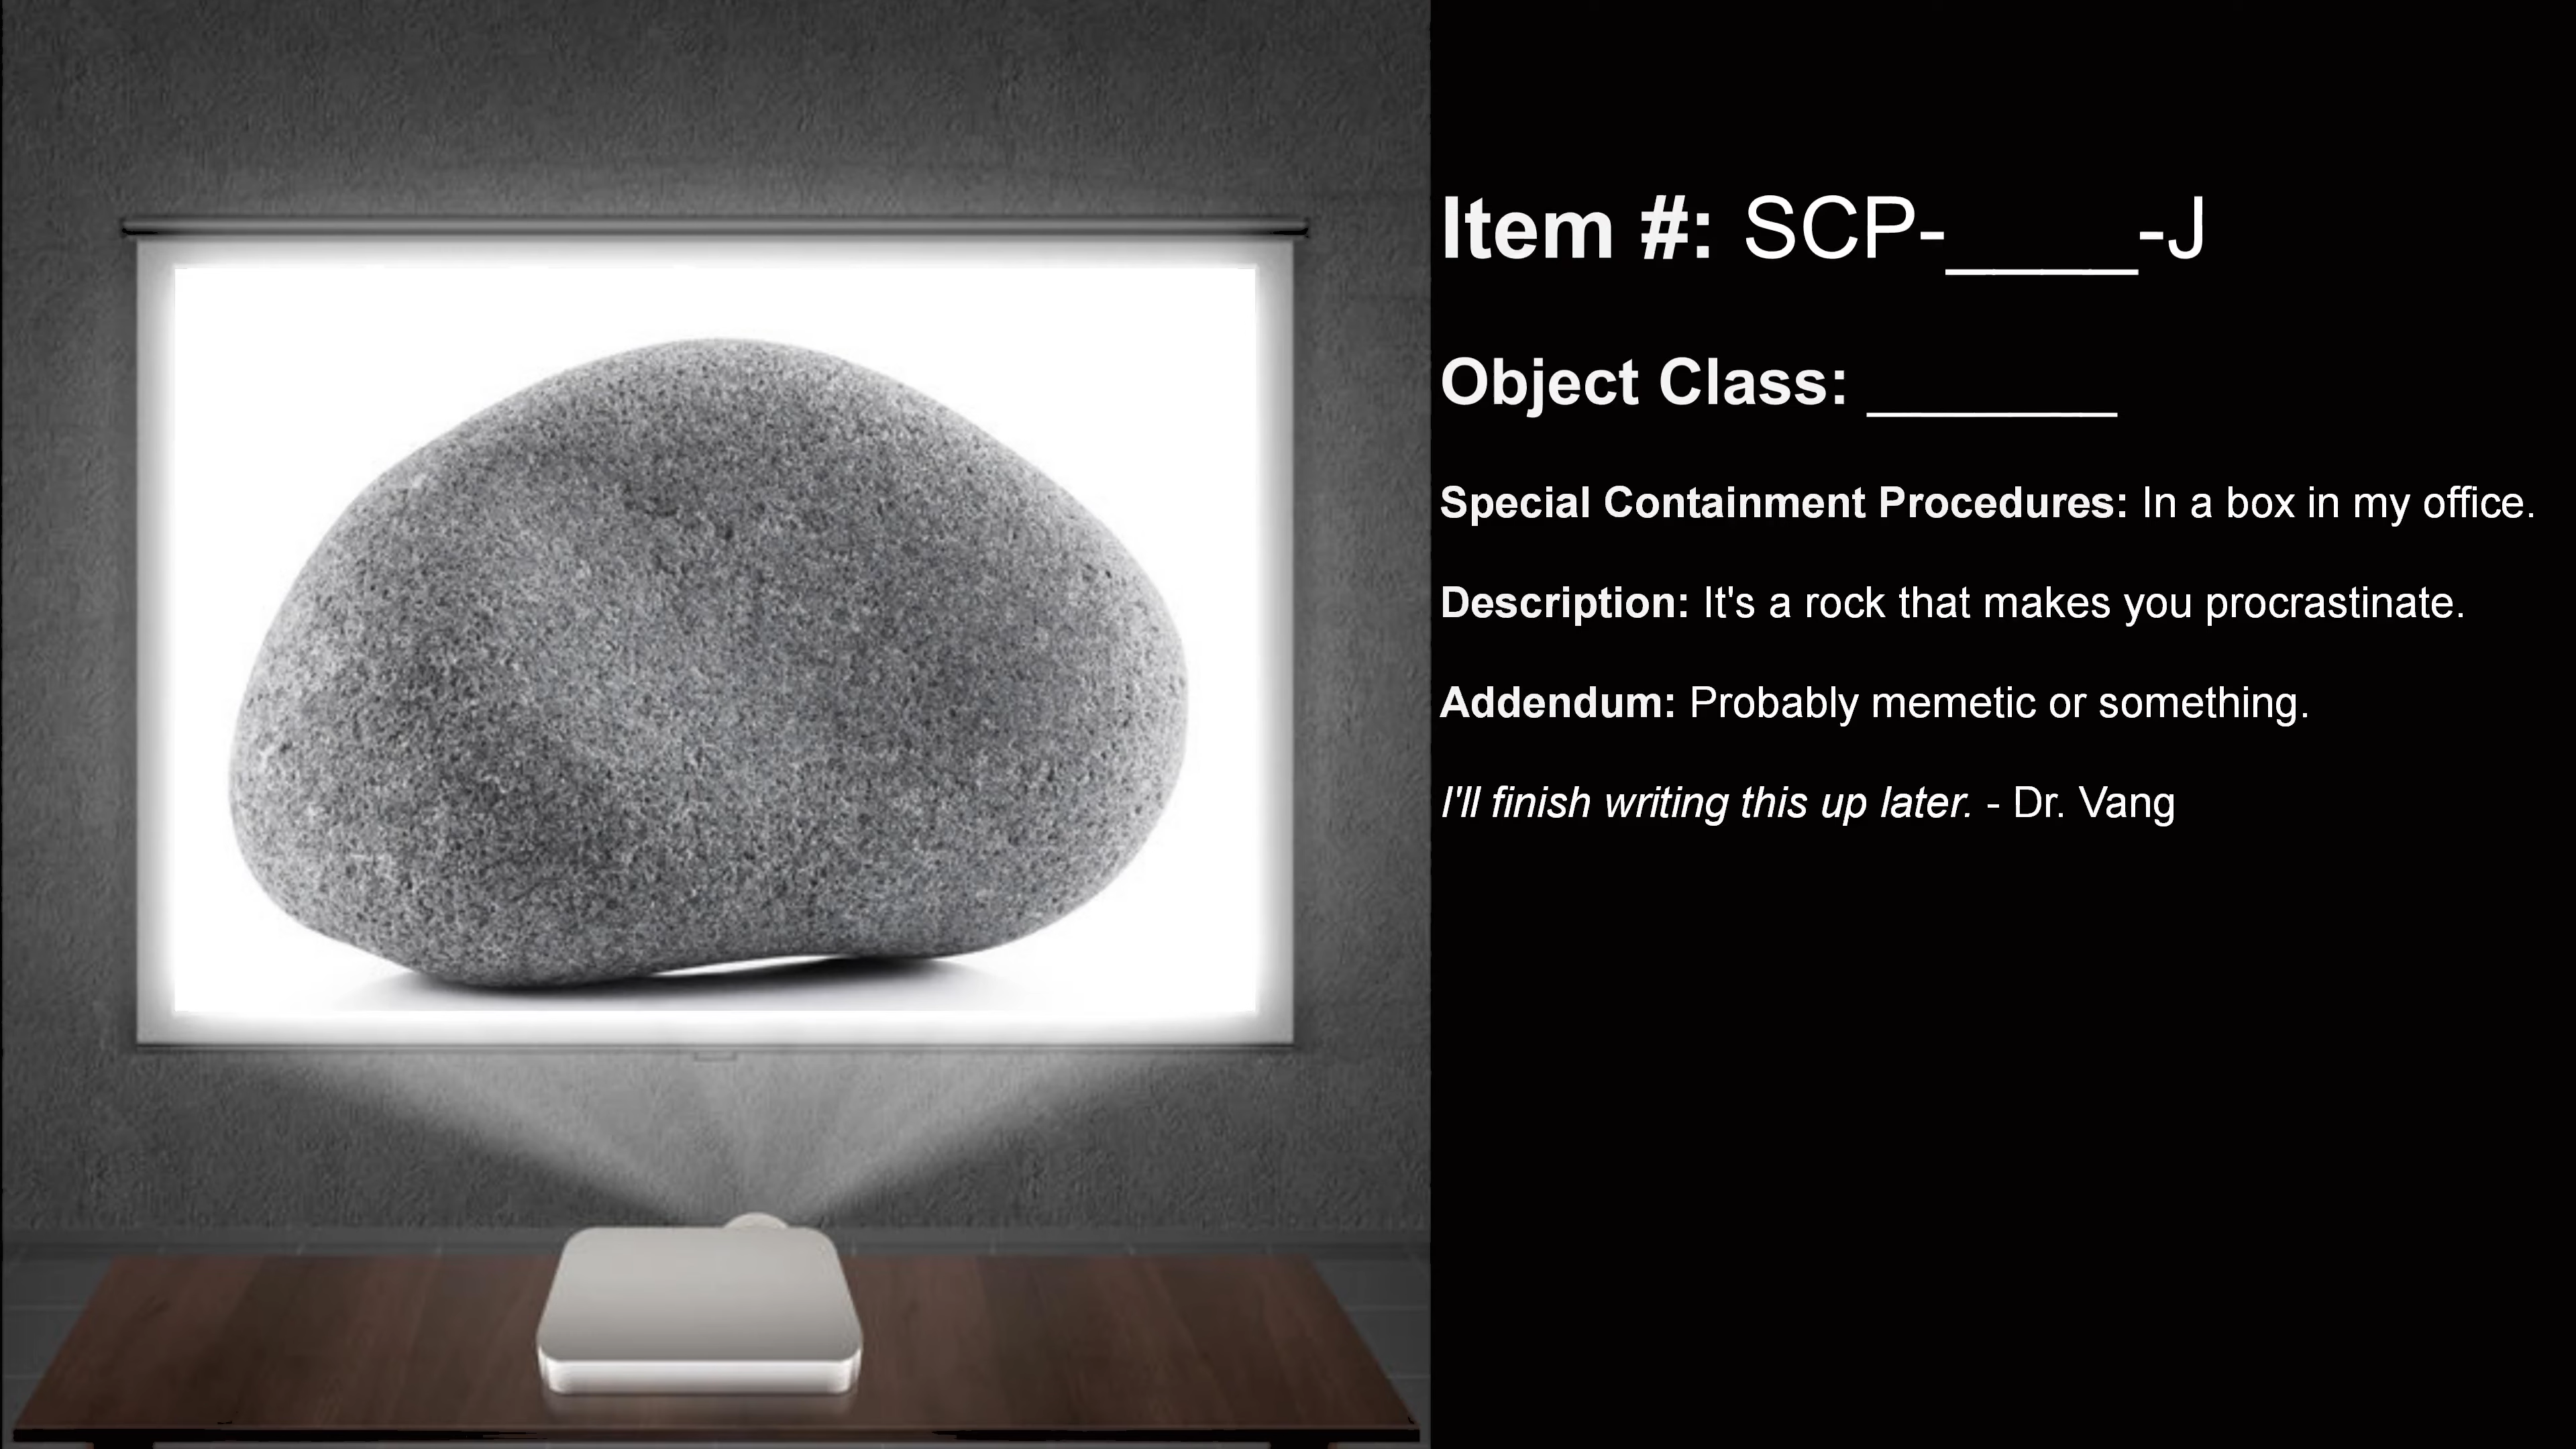 Item #: SCP-____-J
Object Class: _______
Special Containment Procedures: In a box in my office.
Description: It's a rock that makes you procrastinate.
Addendum: Probably memetic or something.
I'll finish writing this up later. - Dr. Vang